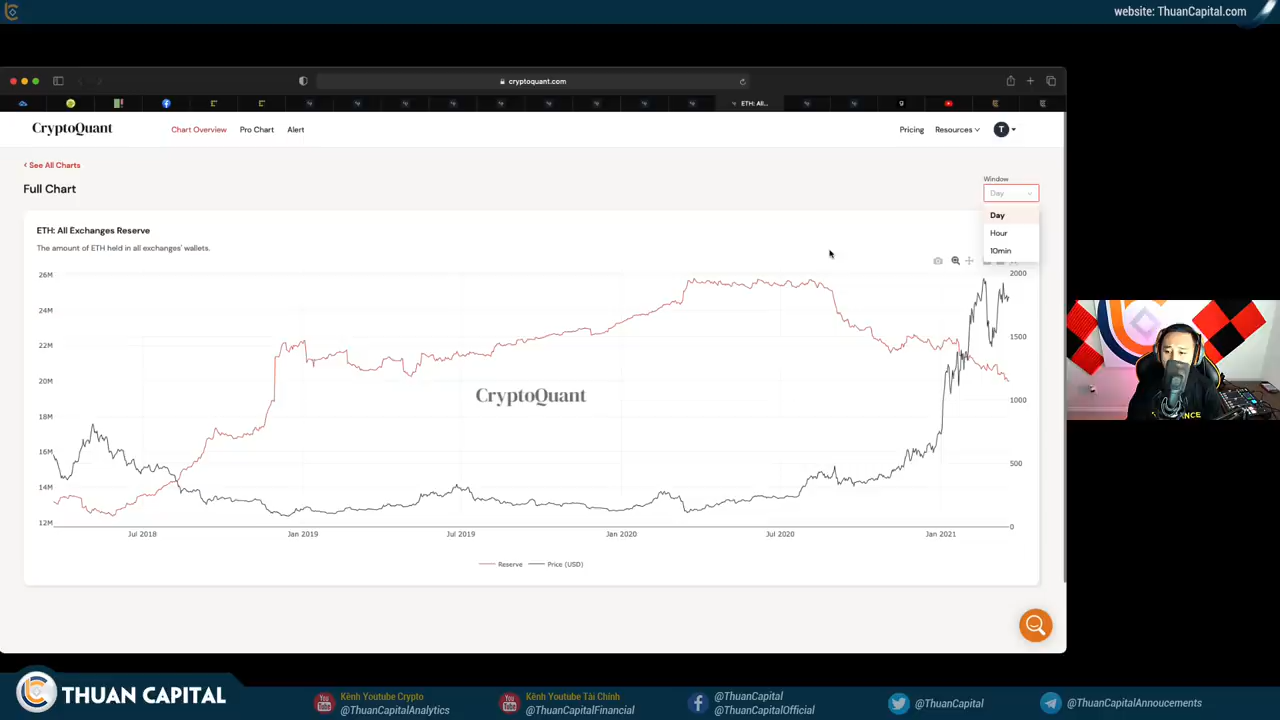 website: ThuanCapital.com
cryptoquant.com
ETH: All...
CryptoQuant
Chart Overview
Pro Chart
Alert
Pricing
Resources
T
< See All Charts
Full Chart
Window
Day
Day
Hour
10min
ETH: All Exchanges Reserve
The amount of ETH held in all exchanges' wallets.
26M
24M
22M
20M
18M
16M
14M
12M
2000
1500
1000
500
0
CryptoQuant
Jul 2018
Jan 2019
Jul 2019
Jan 2020
Jul 2020
Jan 2021
Reserve
Price (USD)
THUAN CAPITAL
Kênh Youtube Crypto
@ThuanCapitalAnalytics
Kênh Youtube Tài Chính
@ThuanCapitalFinancial
@ThuanCapital
@ThuanCapitalOfficial
@ThuanCapital
@ThuanCapitalAnnoucements